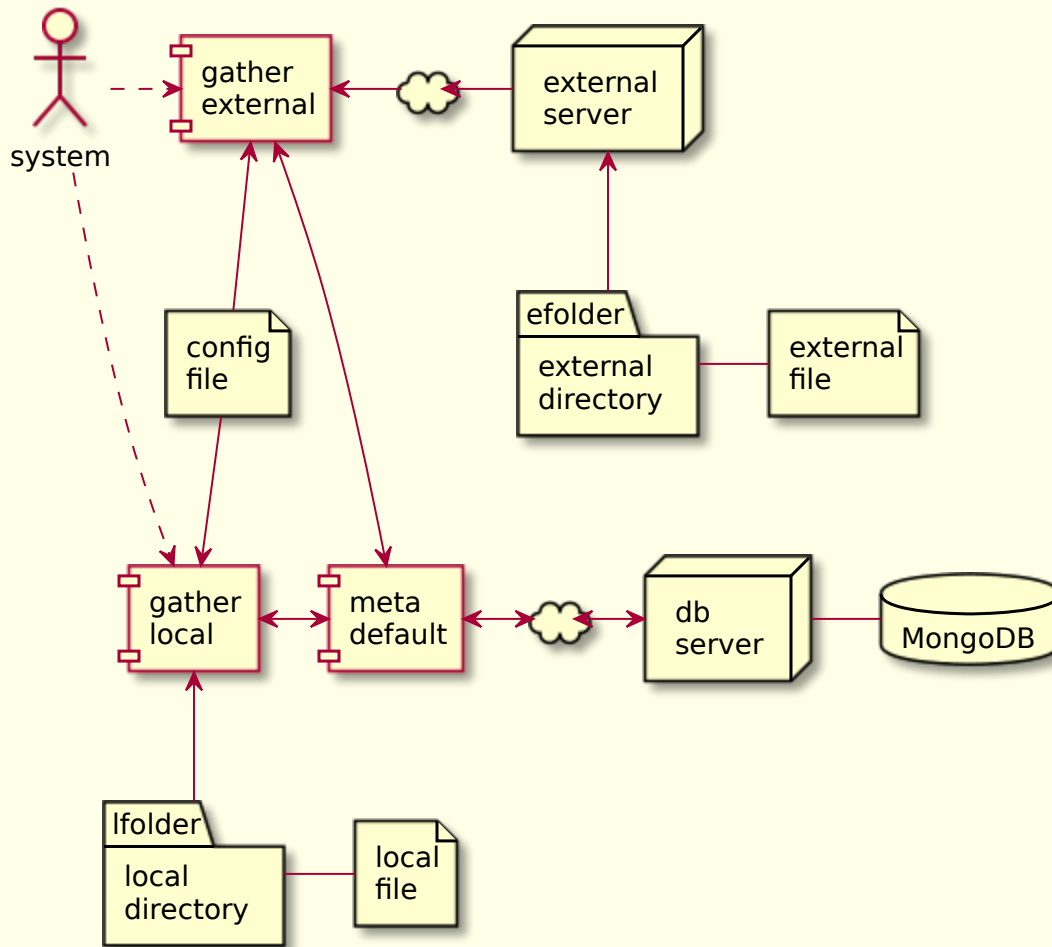 gather
external
external
server
system
config
file
efolder
external
directory
external
file
gather
local
meta
default
db
server
MongoDB
lfolder
local
directory
local
file